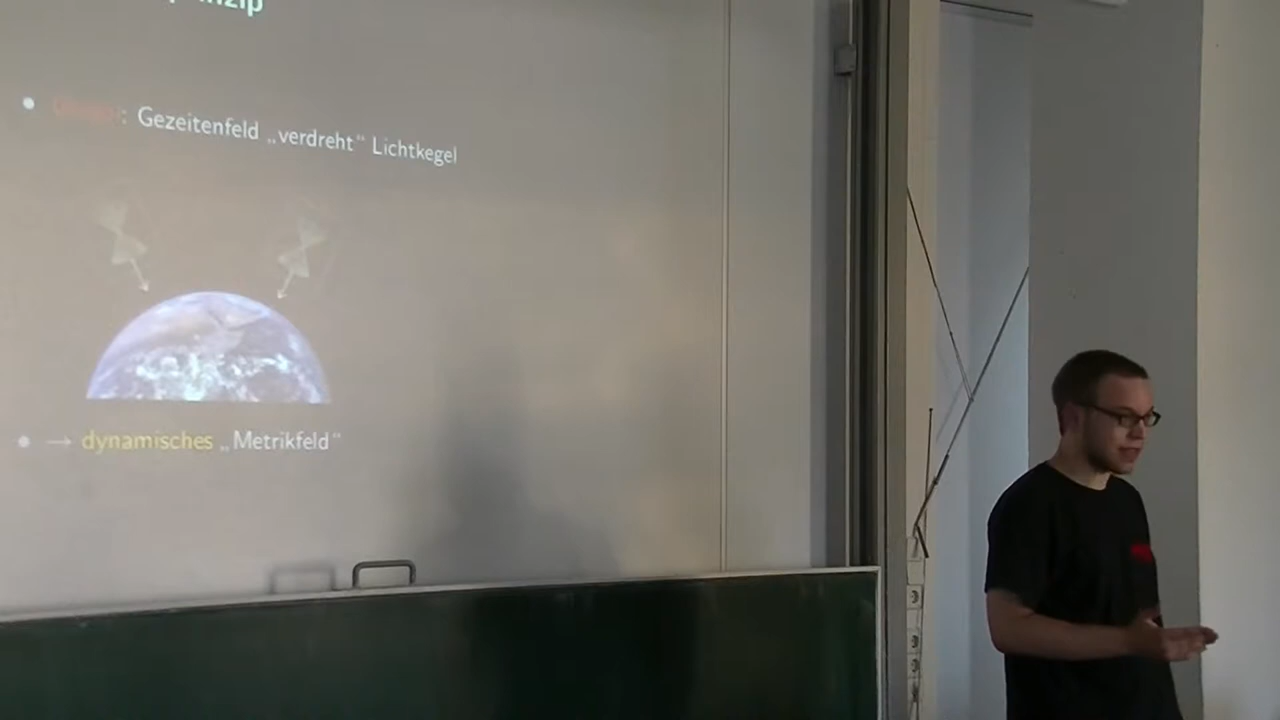 : Gezeitenfeld „verdreht“ Lichtkegel
→ dynamisches „Metrikfeld“